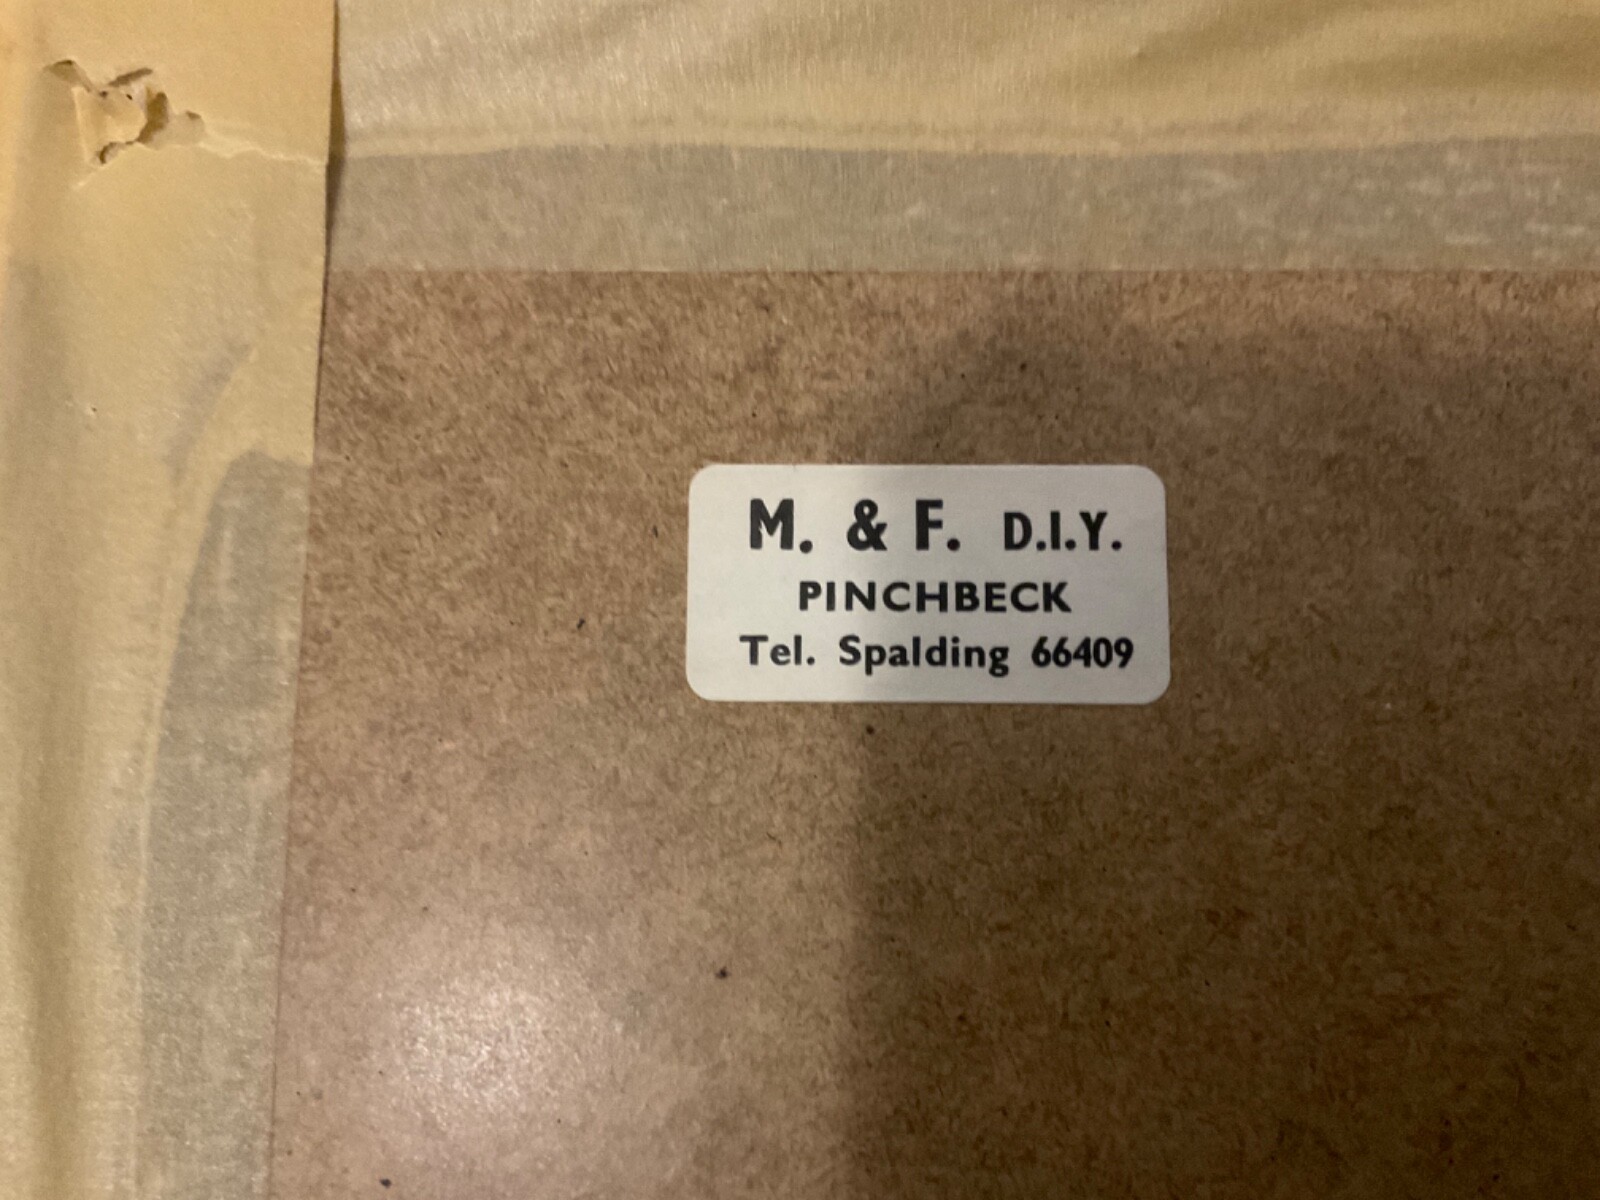 M. & F. D.I.Y.
PINCHBECK
Tel. Spalding 66409